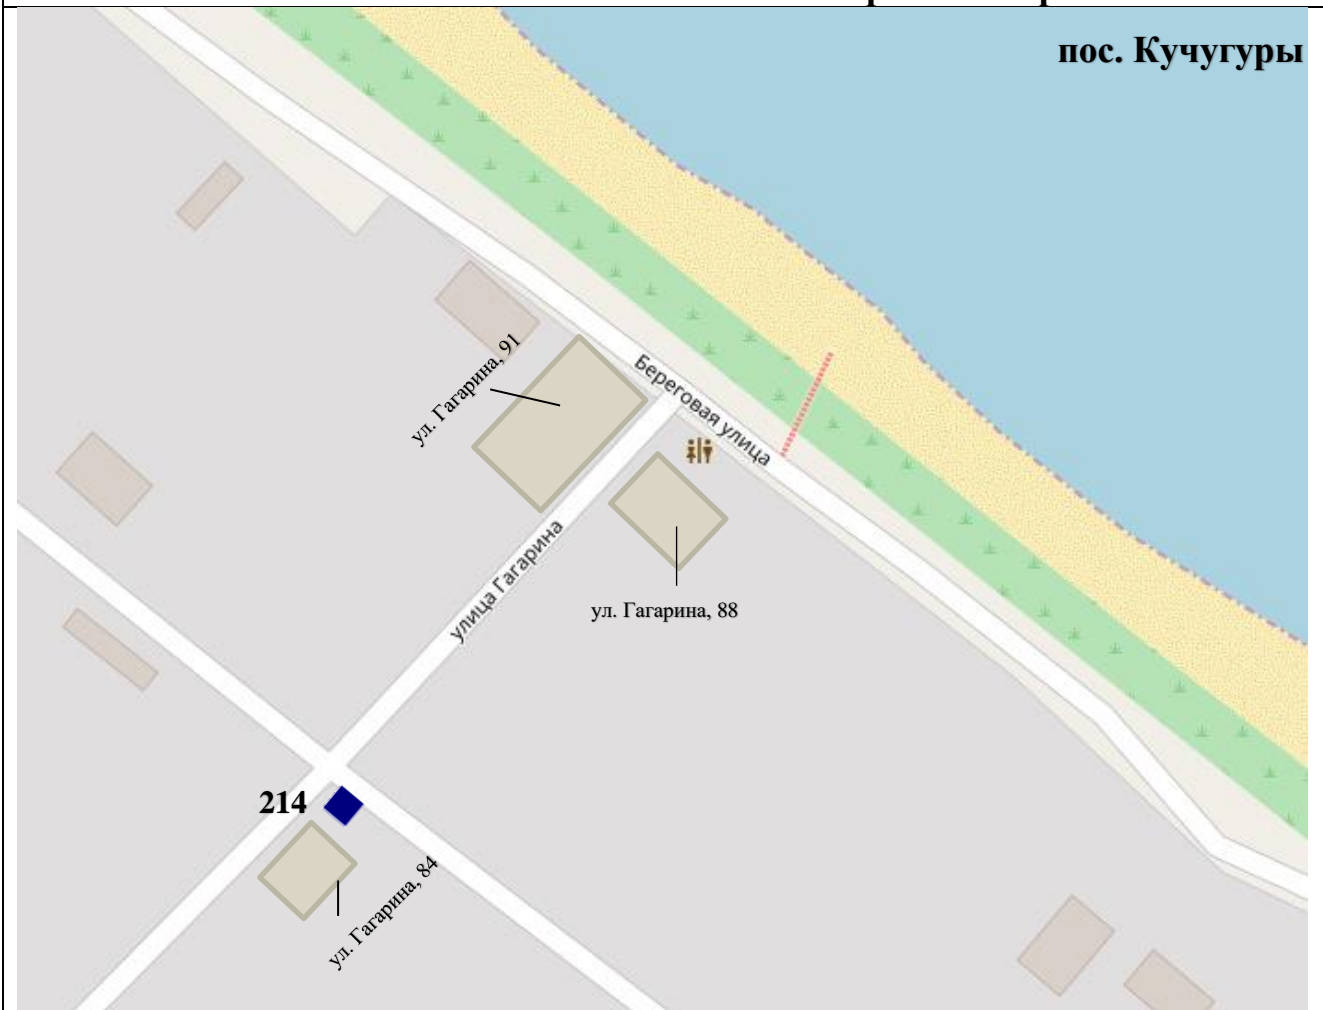 пос. Кучугуры
ул. Гагарина, 91
Береговая улица
улица Гагарина
ул. Гагарина, 88
214
ул. Гагарина, 84